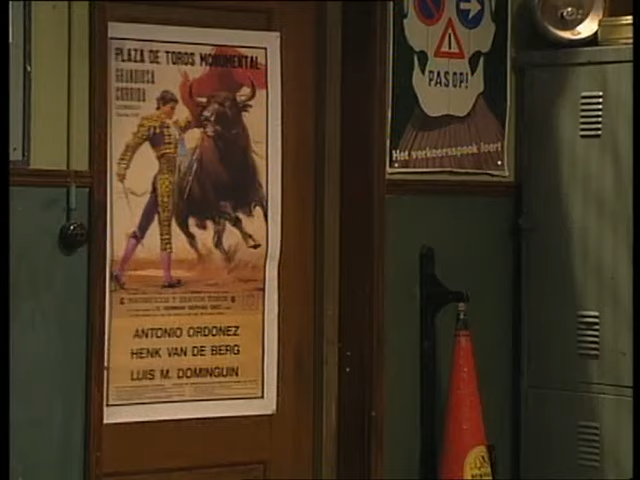 PLAZA DE TOROS MONUMENTAL
GRANDIOSA
CORRIDA
ANTONIO ORDONEZ
HENK VAN DE BERG
LUIS M. DOMINGUIN
PAS OP!
Het verkeersspook loert